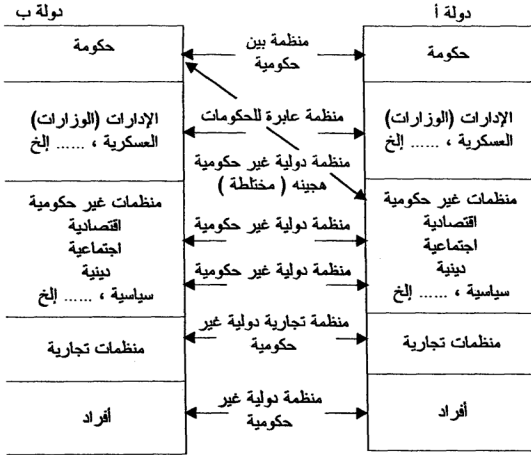 دولة أ
حكومة
الإدارات (الوزارات)
العسكرية ، ...... إلخ
منظمات غير حكومية
اقتصادية
اجتماعية
دينية
سياسية ، ...... إلخ
منظمات تجارية
أفراد
منظمة بين
حكومية
منظمة عابرة للحكومات
منظمة دولية غير حكومية
هجينه ( مختلطة )
منظمة دولية غير حكومية
منظمة دولية غير حكومية
منظمة تجارية دولية غير
حكومية
منظمة دولية غير
حكومية
دولة ب
حكومة
الإدارات (الوزارات)
العسكرية ، ...... إلخ
منظمات غير حكومية
اقتصادية
اجتماعية
دينية
سياسية ، ...... إلخ
منظمات تجارية
أفراد